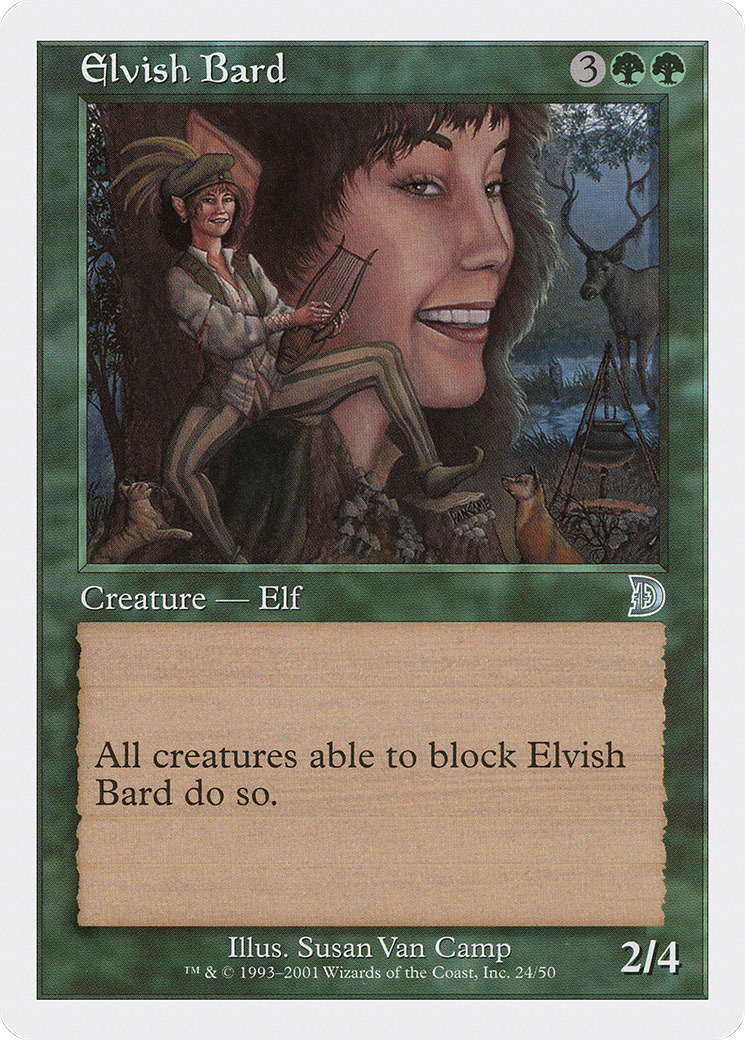 Elvish Bard
3
Creature — Elf
All creatures able to block Elvish
Bard do so.
Illus. Susan Van Camp
™ & © 1993–2001 Wizards of the Coast, Inc. 24/50
2/4